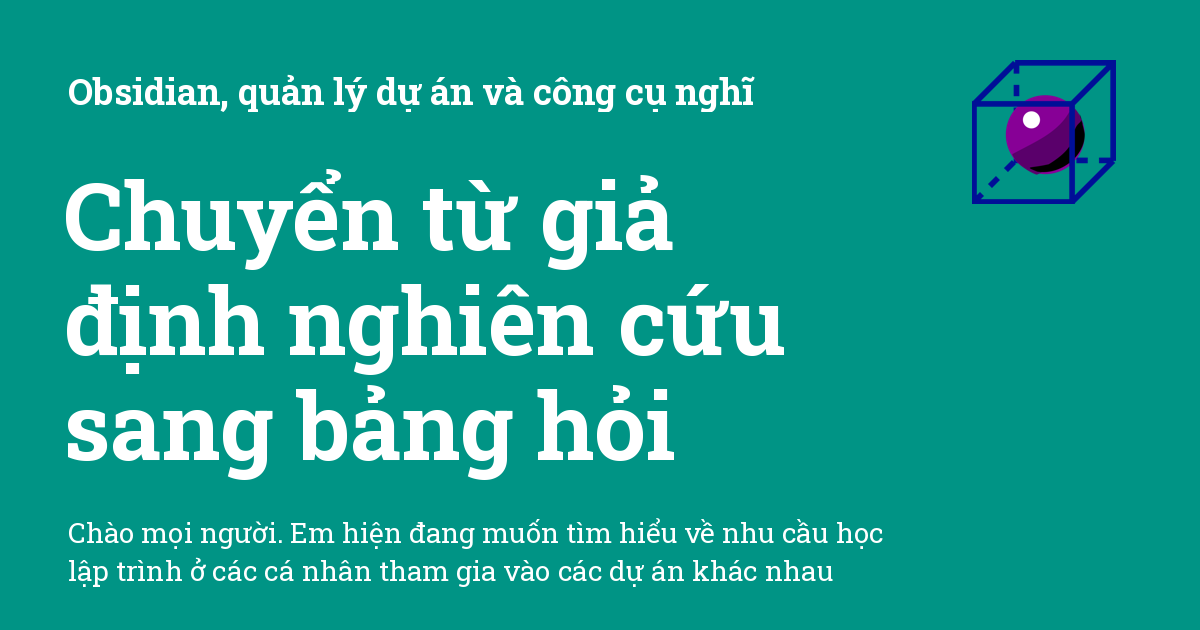 Obsidian, quản lý dự án và công cụ nghĩ
Chuyển từ giả
định nghiên cứu
sang bảng hỏi
Chào mọi người. Em hiện đang muốn tìm hiểu về nhu cầu học
lập trình ở các cá nhân tham gia vào các dự án khác nhau